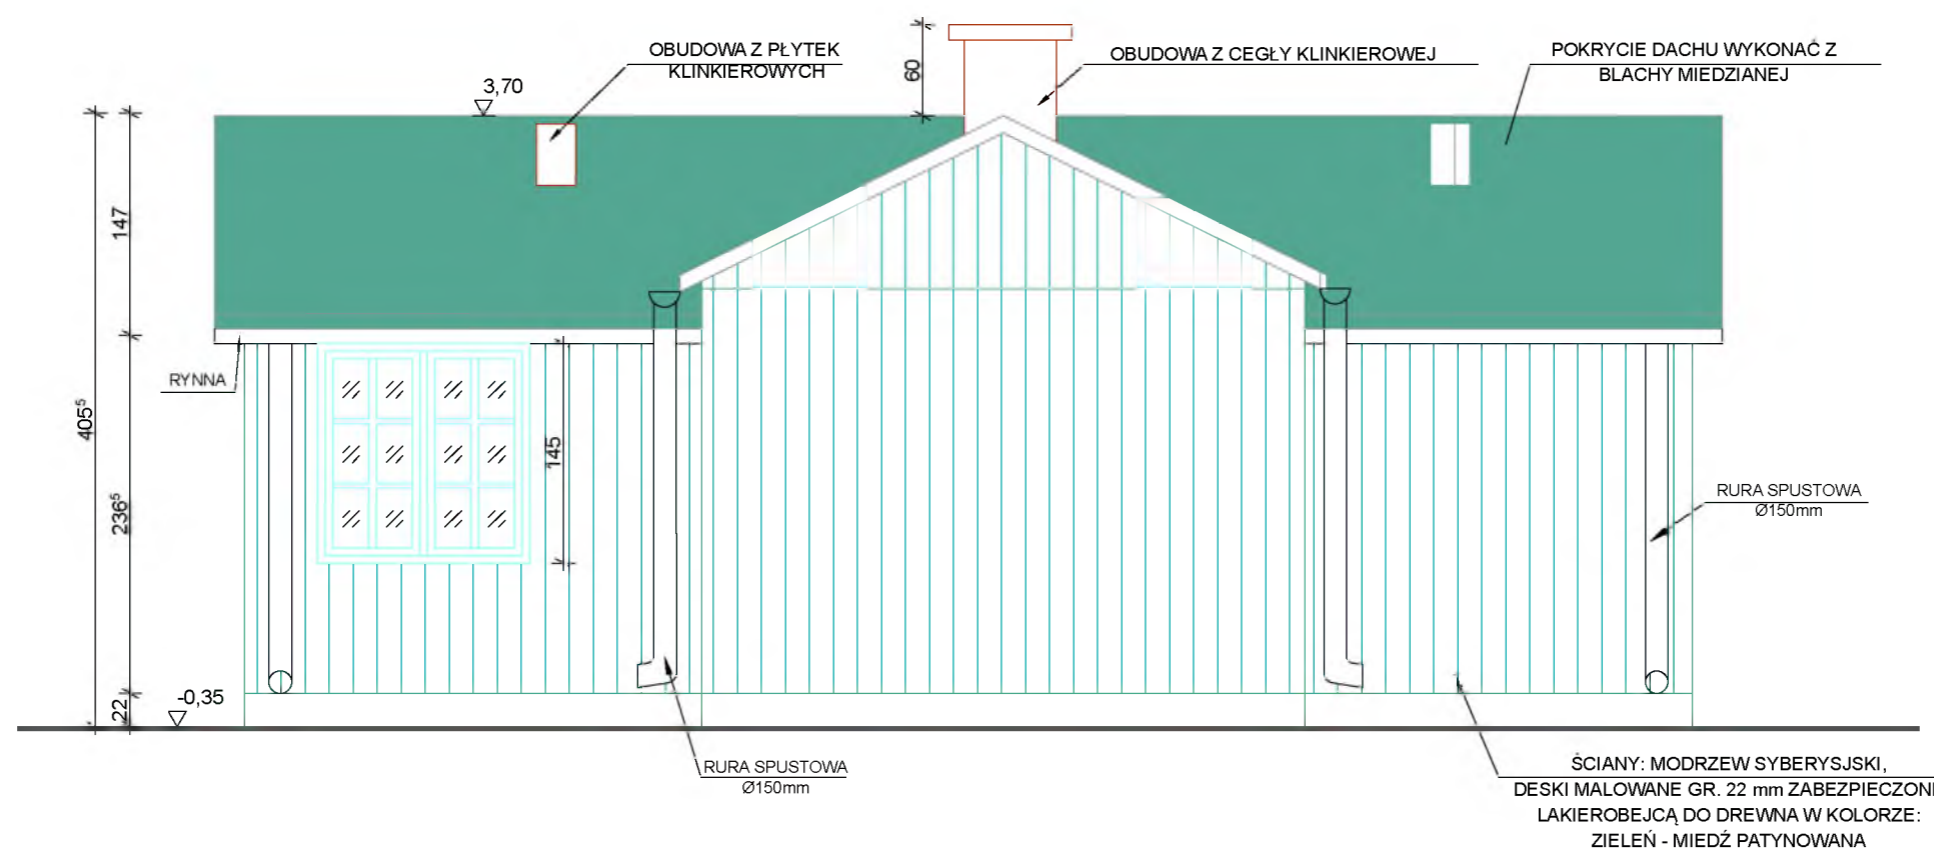 OBUDOWA Z PŁYTEK
KLINKIEROWYCH
OBUDOWA Z CEGŁY KLINKIEROWEJ
POKRYCIE DACHU WYKONAĆ Z
BLACHY MIEDZIANEJ
60
3,70
147
RYNNA
405⁵
145
236⁵
RURA SPUSTOWA
Ø150mm
22
-0,35
RURA SPUSTOWA
Ø150mm
ŚCIANY: MODRZEW SYBERYSJSKI,
DESKI MALOWANE GR. 22 mm ZABEZPIECZONE
LAKIEROBEJCĄ DO DREWNA W KOLORZE:
ZIELEŃ - MIEDŹ PATYNOWANA